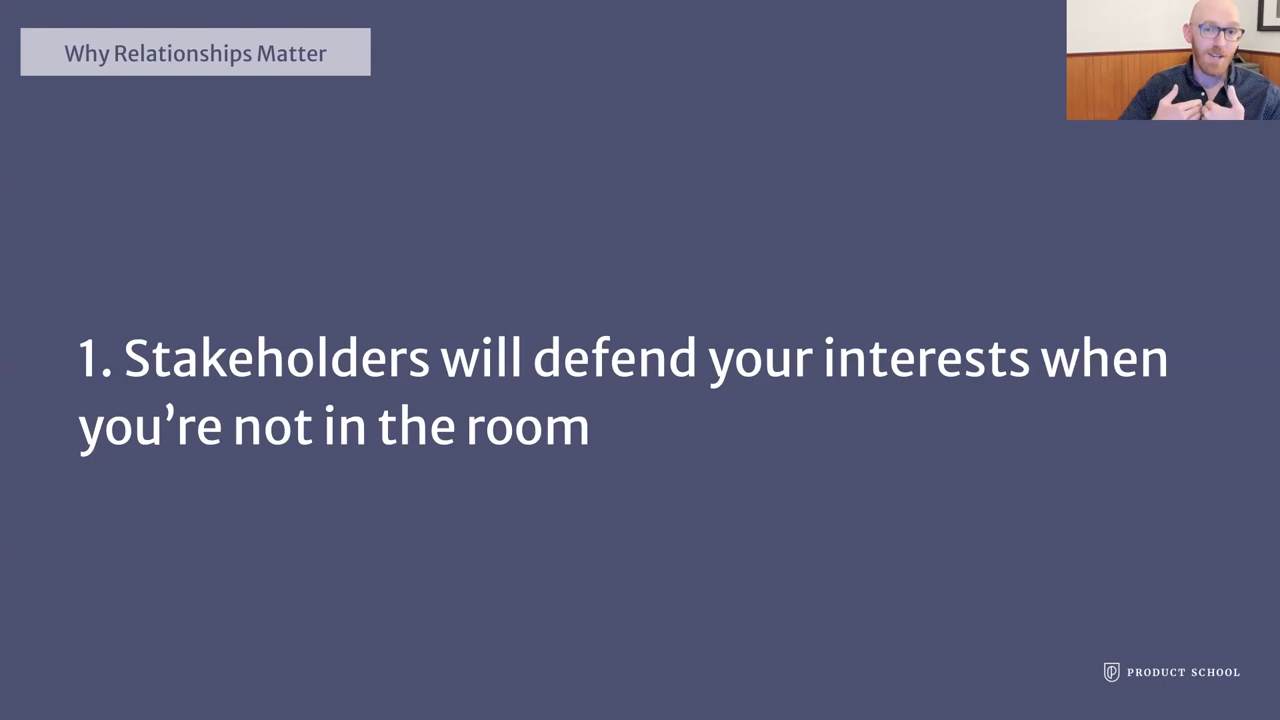 Why Relationships Matter
1. Stakeholders will defend your interests when
you’re not in the room
PRODUCT SCHOOL